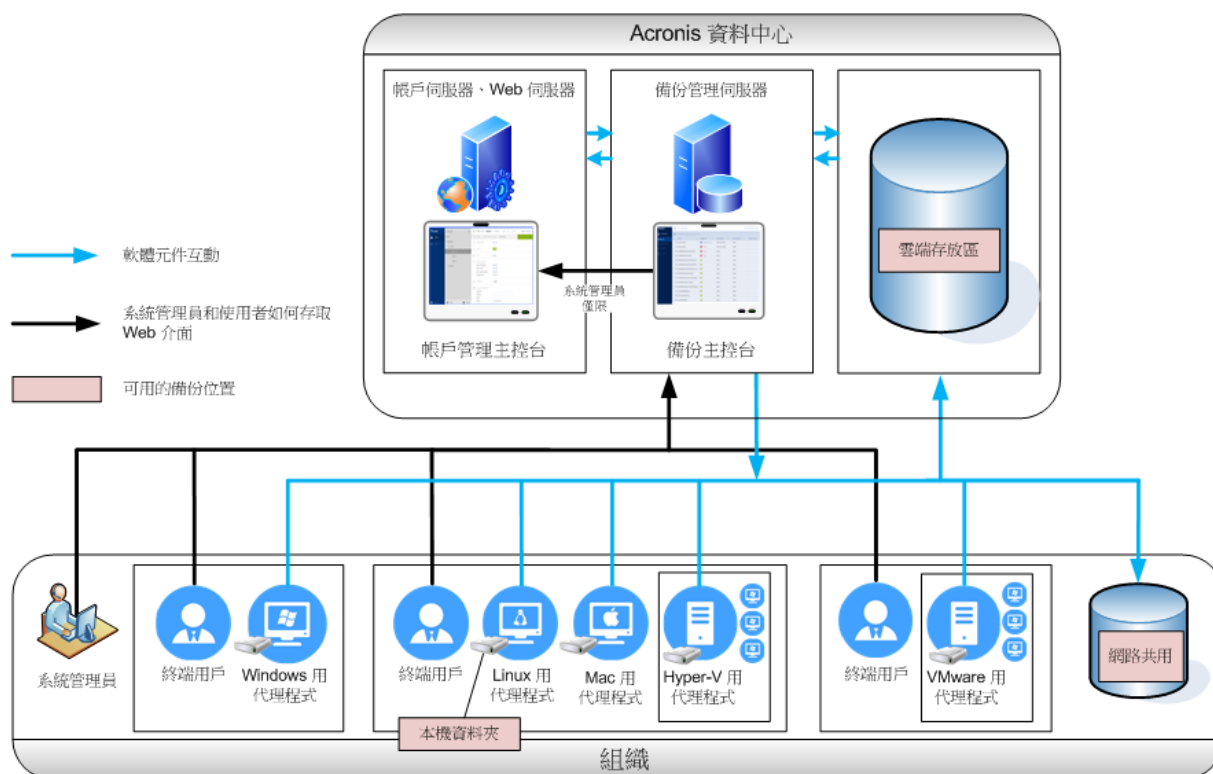 Acronis 資料中心
帳戶伺服器、Web 伺服器
備份管理伺服器
雲端存放區
系統管理員
僅限
帳戶管理主控台
備份主控台
軟體元件互動
系統管理員和使用者如何存取
Web 介面
可用的備份位置
系統管理員
終端用戶
Windows 用
代理程式
終端用戶
Linux 用
代理程式
Mac 用
代理程式
Hyper-V 用
代理程式
本機資料夾
終端用戶
VMware 用
代理程式
網路共用
組織